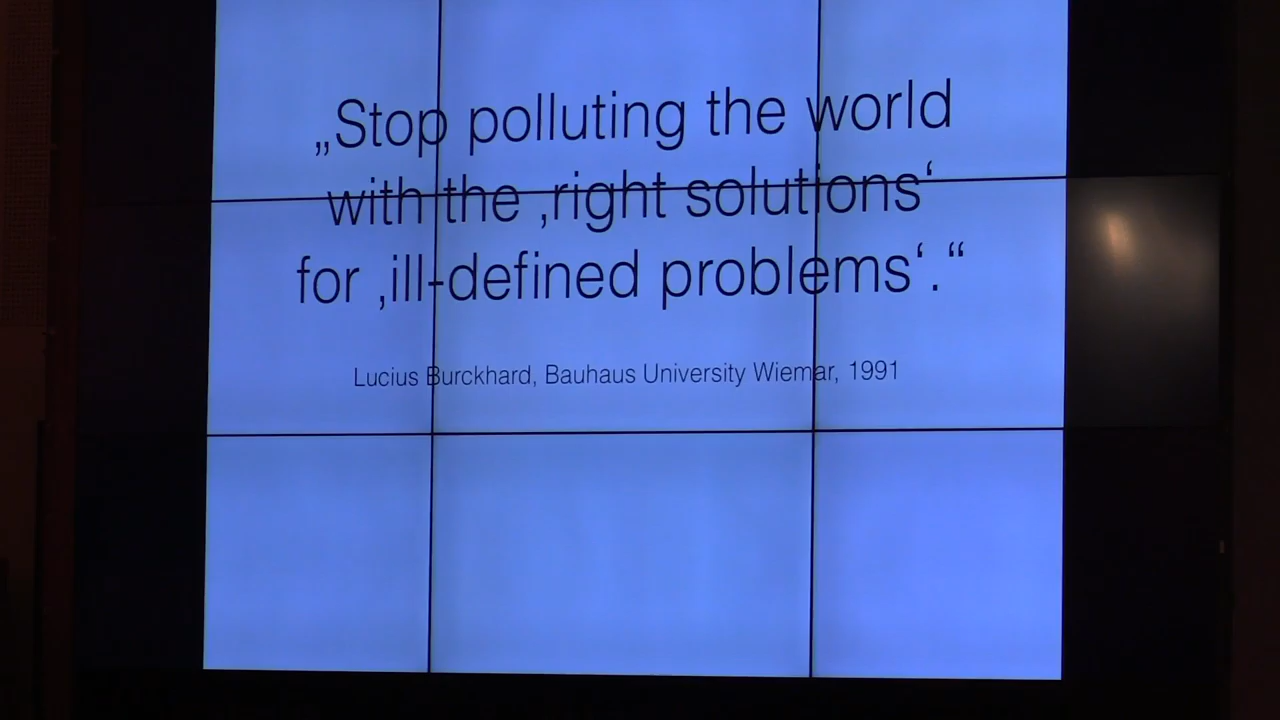 „Stop polluting the world
with the ‚right solutions‘
for ‚ill-defined problems‘.“
Lucius Burckhard, Bauhaus University Wiemar, 1991